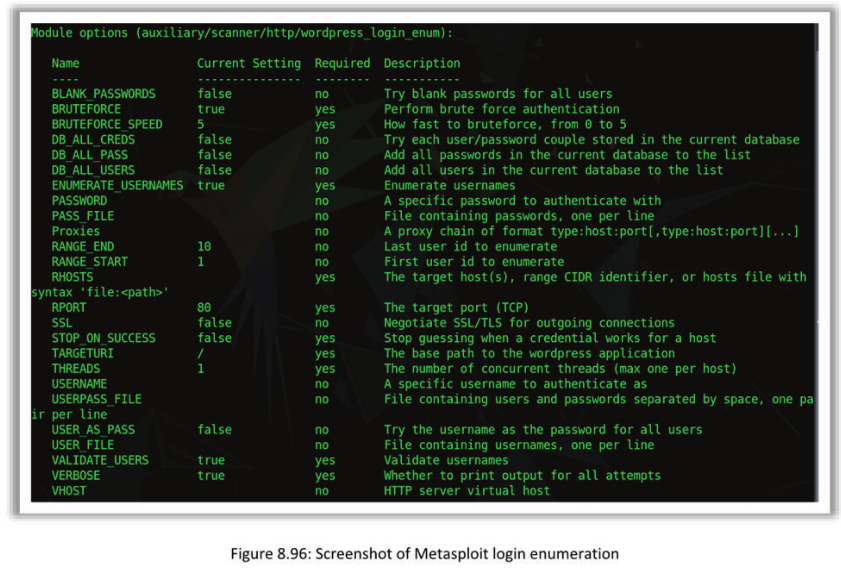 Module options (auxiliary/scanner/http/wordpress_login_enum):
Name Current Setting Required Description
---- --------------- -------- -----------
BLANK_PASSWORDS false no Try blank passwords for all users
BRUTEFORCE true yes Perform brute force authentication
BRUTEFORCE_SPEED 5 yes How fast to bruteforce, from 0 to 5
DB_ALL_CREDS false no Try each user/password couple stored in the current database
DB_ALL_PASS false no Add all passwords in the current database to the list
DB_ALL_USERS false no Add all users in the current database to the list
ENUMERATE_USERNAMES true yes Enumerate usernames
PASSWORD no A specific password to authenticate with
PASS_FILE no File containing passwords, one per line
Proxies no A proxy chain of format type:host:port[,type:host:port][...]
RANGE_END 10 no Last user id to enumerate
RANGE_START 1 no First user id to enumerate
RHOSTS yes The target host(s), range CIDR identifier, or hosts file with
syntax 'file:<path>'
RPORT 80 yes The target port (TCP)
SSL false no Negotiate SSL/TLS for outgoing connections
STOP_ON_SUCCESS false yes Stop guessing when a credential works for a host
TARGETURI / yes The base path to the wordpress application
THREADS 1 yes The number of concurrent threads (max one per host)
USERNAME no A specific username to authenticate as
USERPASS_FILE no File containing users and passwords separated by space, one pa
ir per line
USER_AS_PASS false no Try the username as the password for all users
USER_FILE no File containing usernames, one per line
VALIDATE_USERS true yes Validate usernames
VERBOSE true yes Whether to print output for all attempts
VHOST no HTTP server virtual host
Figure 8.96: Screenshot of Metasploit login enumeration